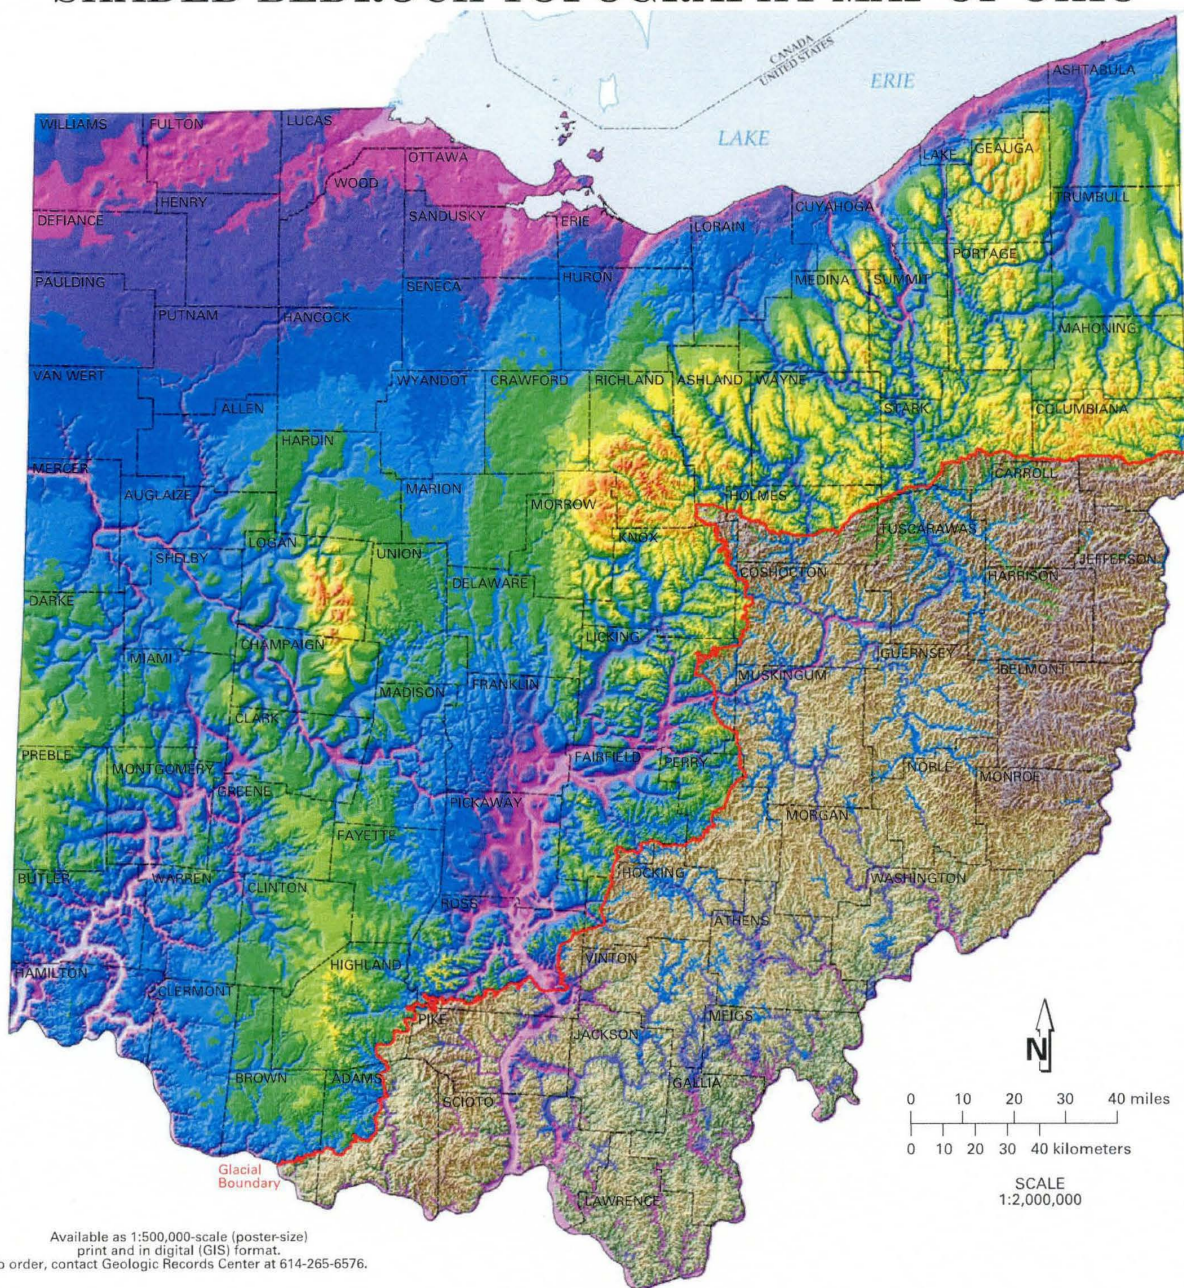 SHADED BEDROCK TOPOGRAPHY MAP OF OHIO
CANADA
UNITED STATES
ERIE
LAKE
ASHTABULA
WILLIAMS
FULTON
LUCAS
OTTAWA
LAKE
GEAUGA
WOOD
HENRY
DEFIANCE
SANDUSKY
ERIE
LORAIN
CUYAHOGA
TRUMBULL
PORTAGE
PAULDING
SENECA
HURON
MEDINA
SUMMIT
PUTNAM
HANCOCK
MAHONING
VAN WERT
WYANDOT
CRAWFORD
RICHLAND
ASHLAND
WAYNE
ALLEN
STARK
COLUMBIANA
HARDIN
MERCER
CARROLL
AUGLAIZE
MARION
MORROW
HOLMES
TUSCARAWAS
LOGAN
KNOX
SHELBY
UNION
JEFFERSON
DELAWARE
COSHOCTON
HARRISON
DARKE
CHAMPAIGN
LICKING
MIAMI
GUERNSEY
BELMONT
MADISON
FRANKLIN
MUSKINGUM
CLARK
PREBLE
MONTGOMERY
FAIRFIELD
PERRY
NOBLE
MONROE
GREENE
PICKAWAY
MORGAN
FAYETTE
BUTLER
WARREN
CLINTON
HOCKING
WASHINGTON
ROSS
ATHENS
HAMILTON
HIGHLAND
VINTON
CLERMONT
PIKE
JACKSON
MEIGS
BROWN
ADAMS
GALLIA
SCIOTO
LAWRENCE
N
0 10 20 30 40 miles
0 10 20 30 40 kilometers
SCALE
1:2,000,000
Glacial
Boundary
Available as 1:500,000-scale (poster-size)
print and in digital (GIS) format.
o order, contact Geologic Records Center at 614-265-6576.